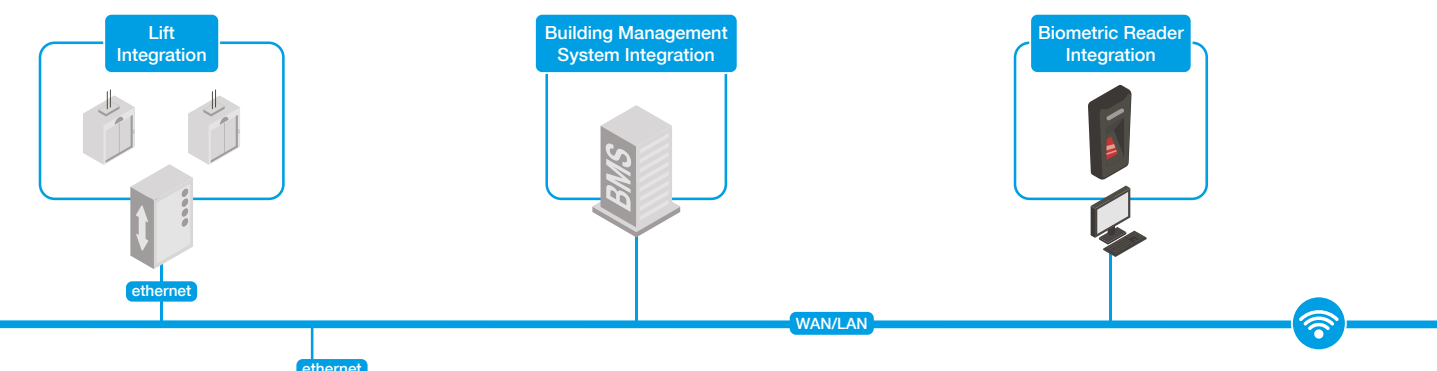 Lift
Integration
Building Management
System Integration
Biometric Reader
Integration
BMS
ethernet
WAN/LAN
ethernet